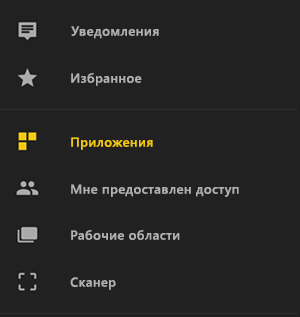 Уведомления
Избранное
Приложения
Мне предоставлен доступ
Рабочие области
Сканер